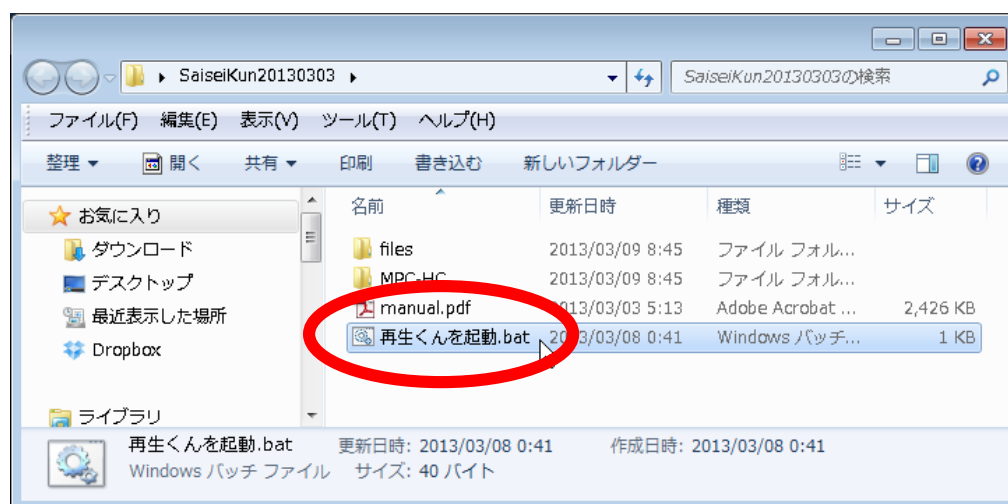 SaiseiKun20130303
SaiseiKun20130303の検索
ファイル(F) 編集(E) 表示(V) ツール(T) ヘルプ(H)
整理 開く 共有 印刷 書き込む 新しいフォルダー
お気に入り
ダウンロード
デスクトップ
最近表示した場所
Dropbox
ライブラリ
名前 更新日時 種類 サイズ
files 2013/03/09 8:45 ファイル フォル...
MPC-HC 2013/03/09 8:45 ファイル フォル...
manual.pdf 2013/03/03 5:13 Adobe Acrobat ... 2,426 KB
再生くんを起動.bat 2013/03/08 0:41 Windows バッチ... 1 KB
再生くんを起動.bat 更新日時: 2013/03/08 0:41 作成日時: 2013/03/08 0:41
Windows バッチ ファイル サイズ: 40 バイト